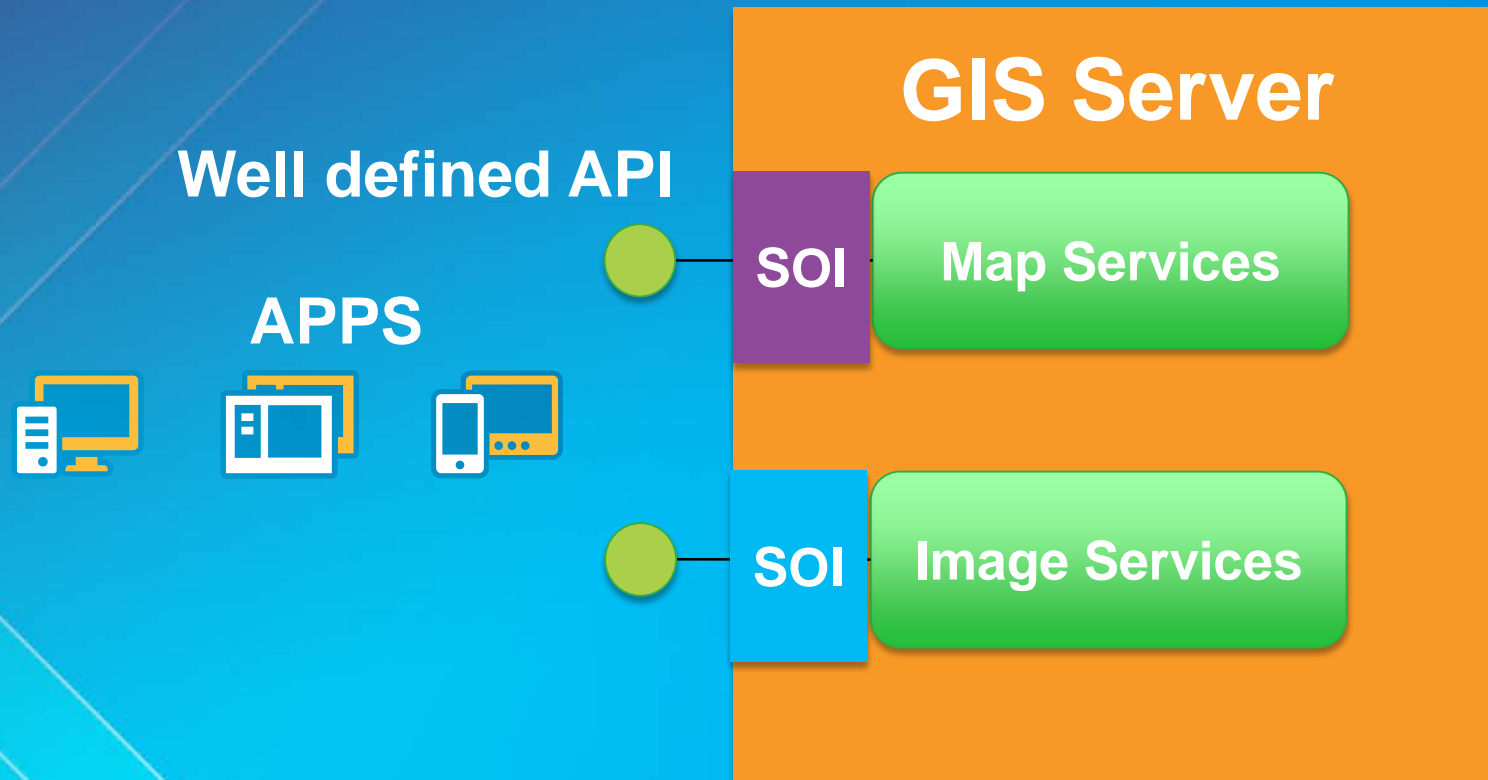 GIS Server
Well defined API
SOI
Map Services
APPS
SOI
Image Services